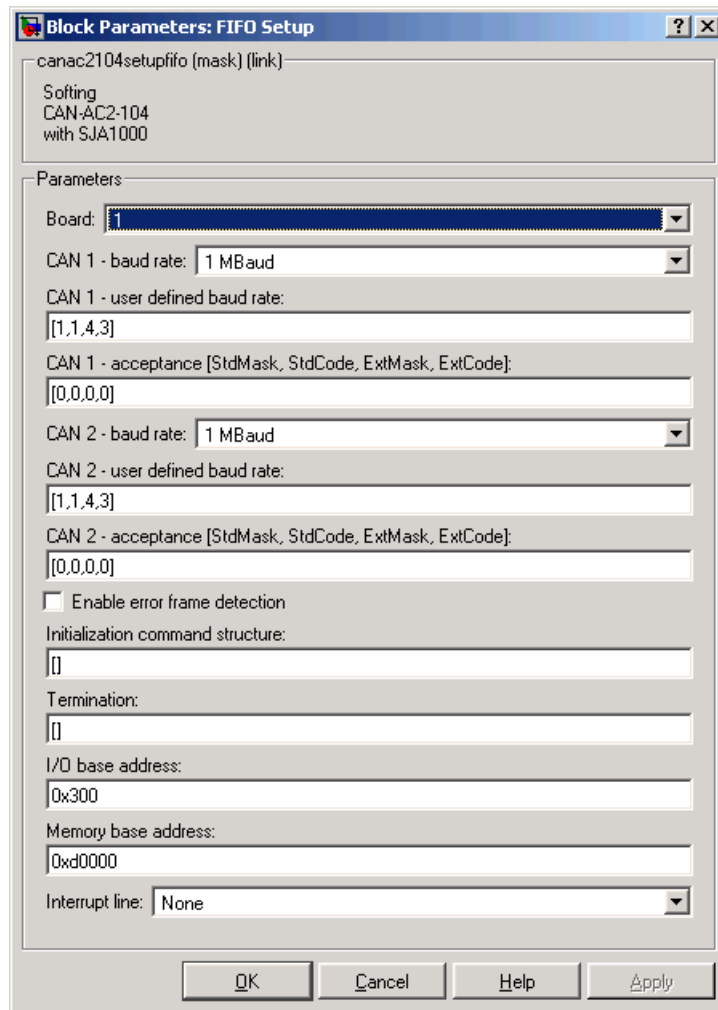 Block Parameters: FIFO Setup
canac2104setupfifo (mask) (link)
Softing
CAN-AC2-104
with SJA1000
Parameters
Board: 1
CAN 1 - baud rate: 1 MBaud
CAN 1 - user defined baud rate:
[1,1,4,3]
CAN 1 - acceptance [StdMask, StdCode, ExtMask, ExtCode]:
[0,0,0,0]
CAN 2 - baud rate: 1 MBaud
CAN 2 - user defined baud rate:
[1,1,4,3]
CAN 2 - acceptance [StdMask, StdCode, ExtMask, ExtCode]:
[0,0,0,0]
Enable error frame detection
Initialization command structure:
[]
Termination:
[]
I/O base address:
0x300
Memory base address:
0xd0000
Interrupt line: None
OK Cancel Help Apply